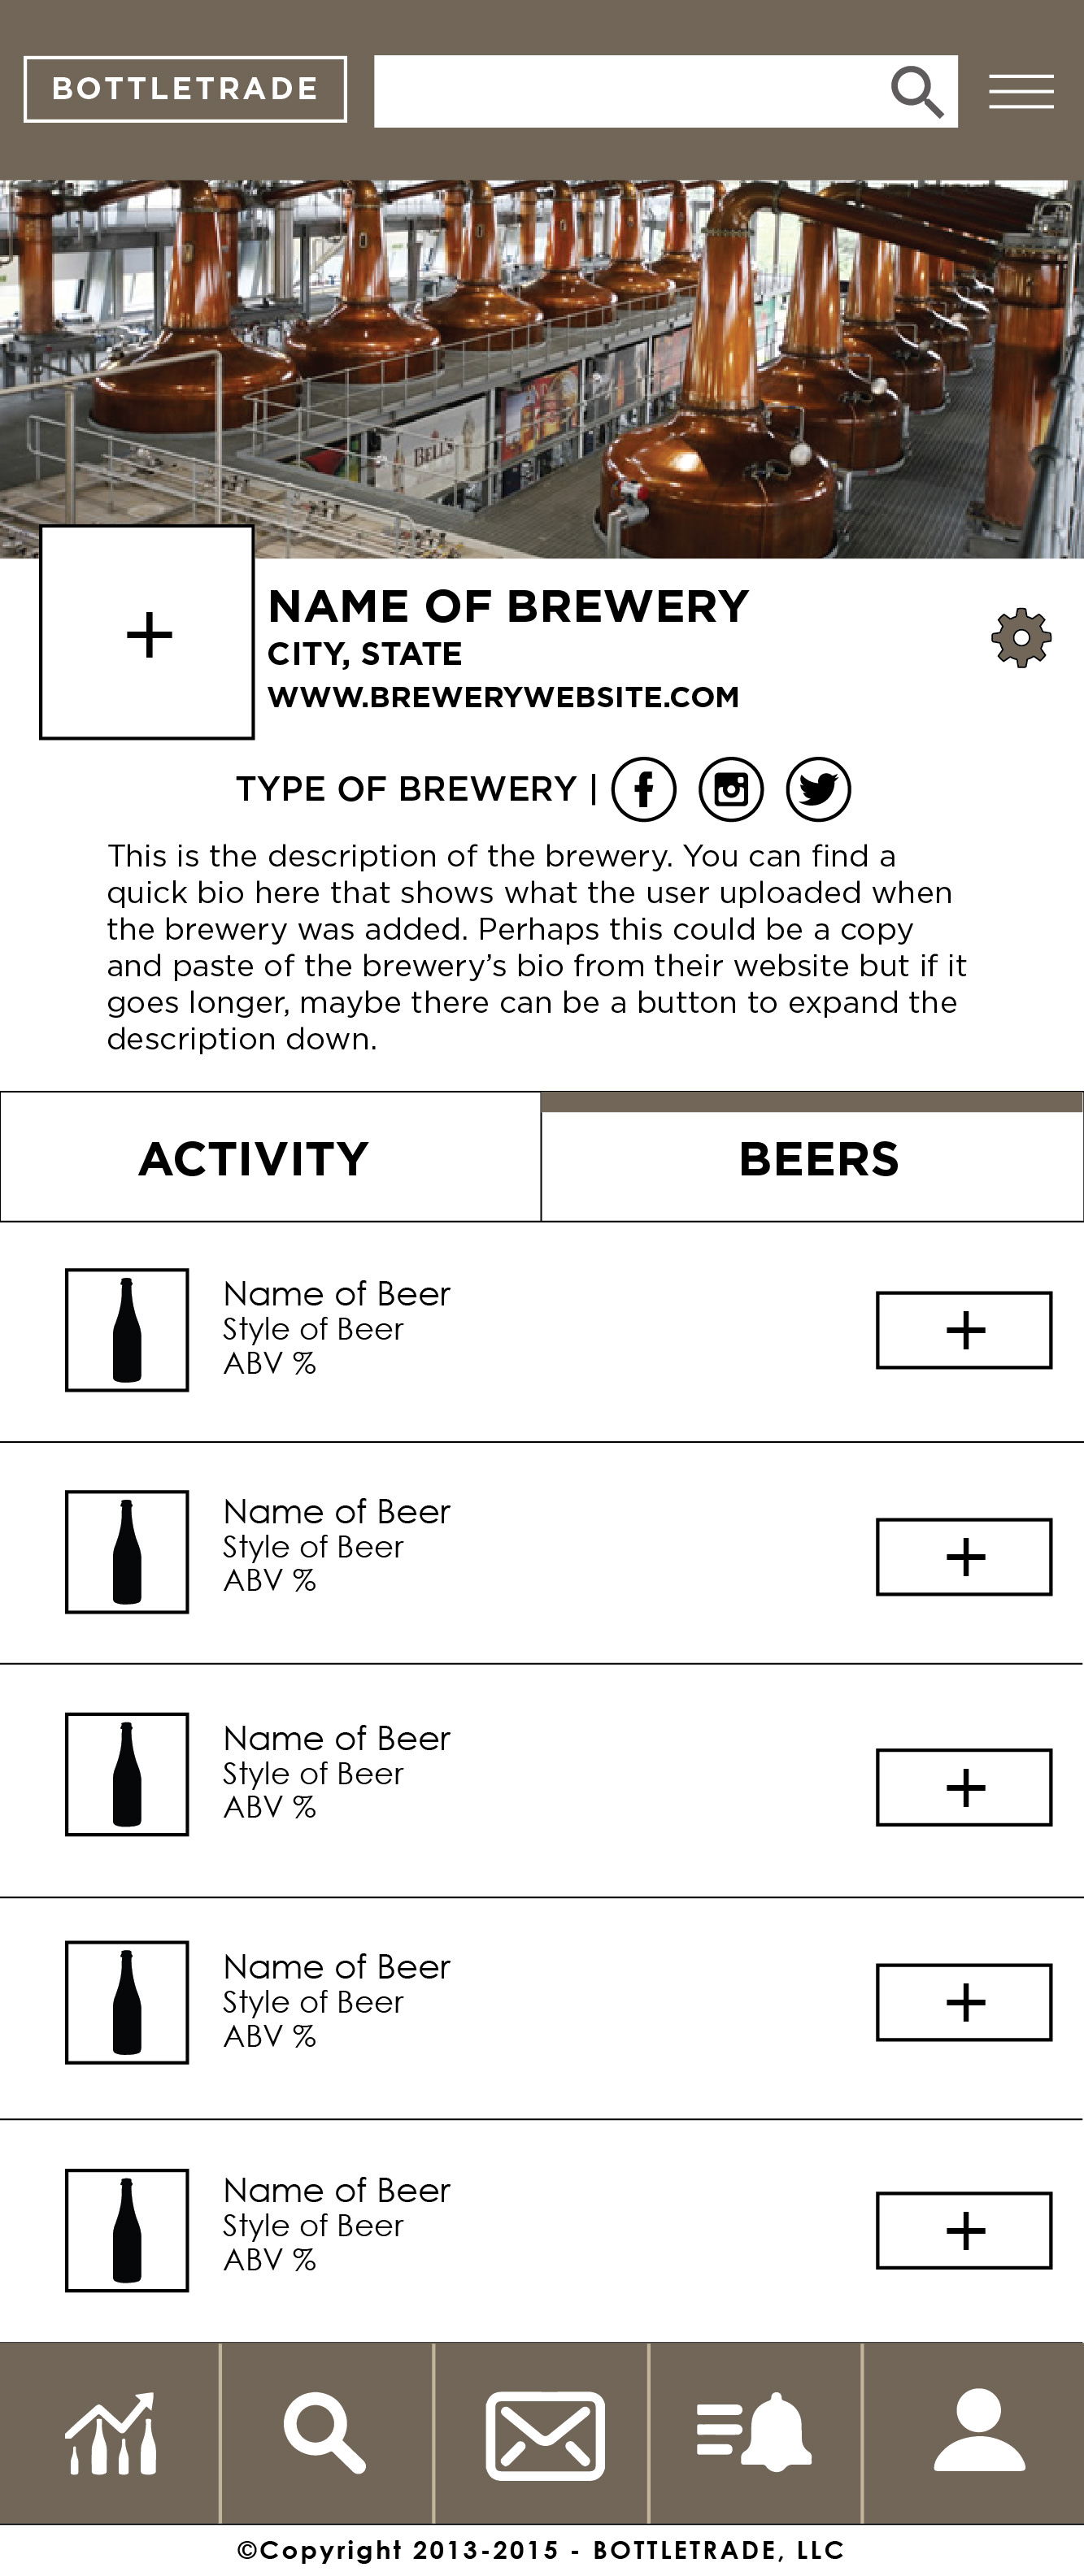 BOTTLETRADE
BELL'S
NAME OF BREWERY
CITY, STATE
WWW.BREWERYWEBSITE.COM
TYPE OF BREWERY |
This is the description of the brewery. You can find a
quick bio here that shows what the user uploaded when
the brewery was added. Perhaps this could be a copy
and paste of the brewery’s bio from their website but if it
goes longer, maybe there can be a button to expand the
description down.
ACTIVITY
BEERS
Name of Beer
Style of Beer
ABV %
Name of Beer
Style of Beer
ABV %
Name of Beer
Style of Beer
ABV %
Name of Beer
Style of Beer
ABV %
Name of Beer
Style of Beer
ABV %
©Copyright 2013-2015 - BOTTLETRADE, LLC